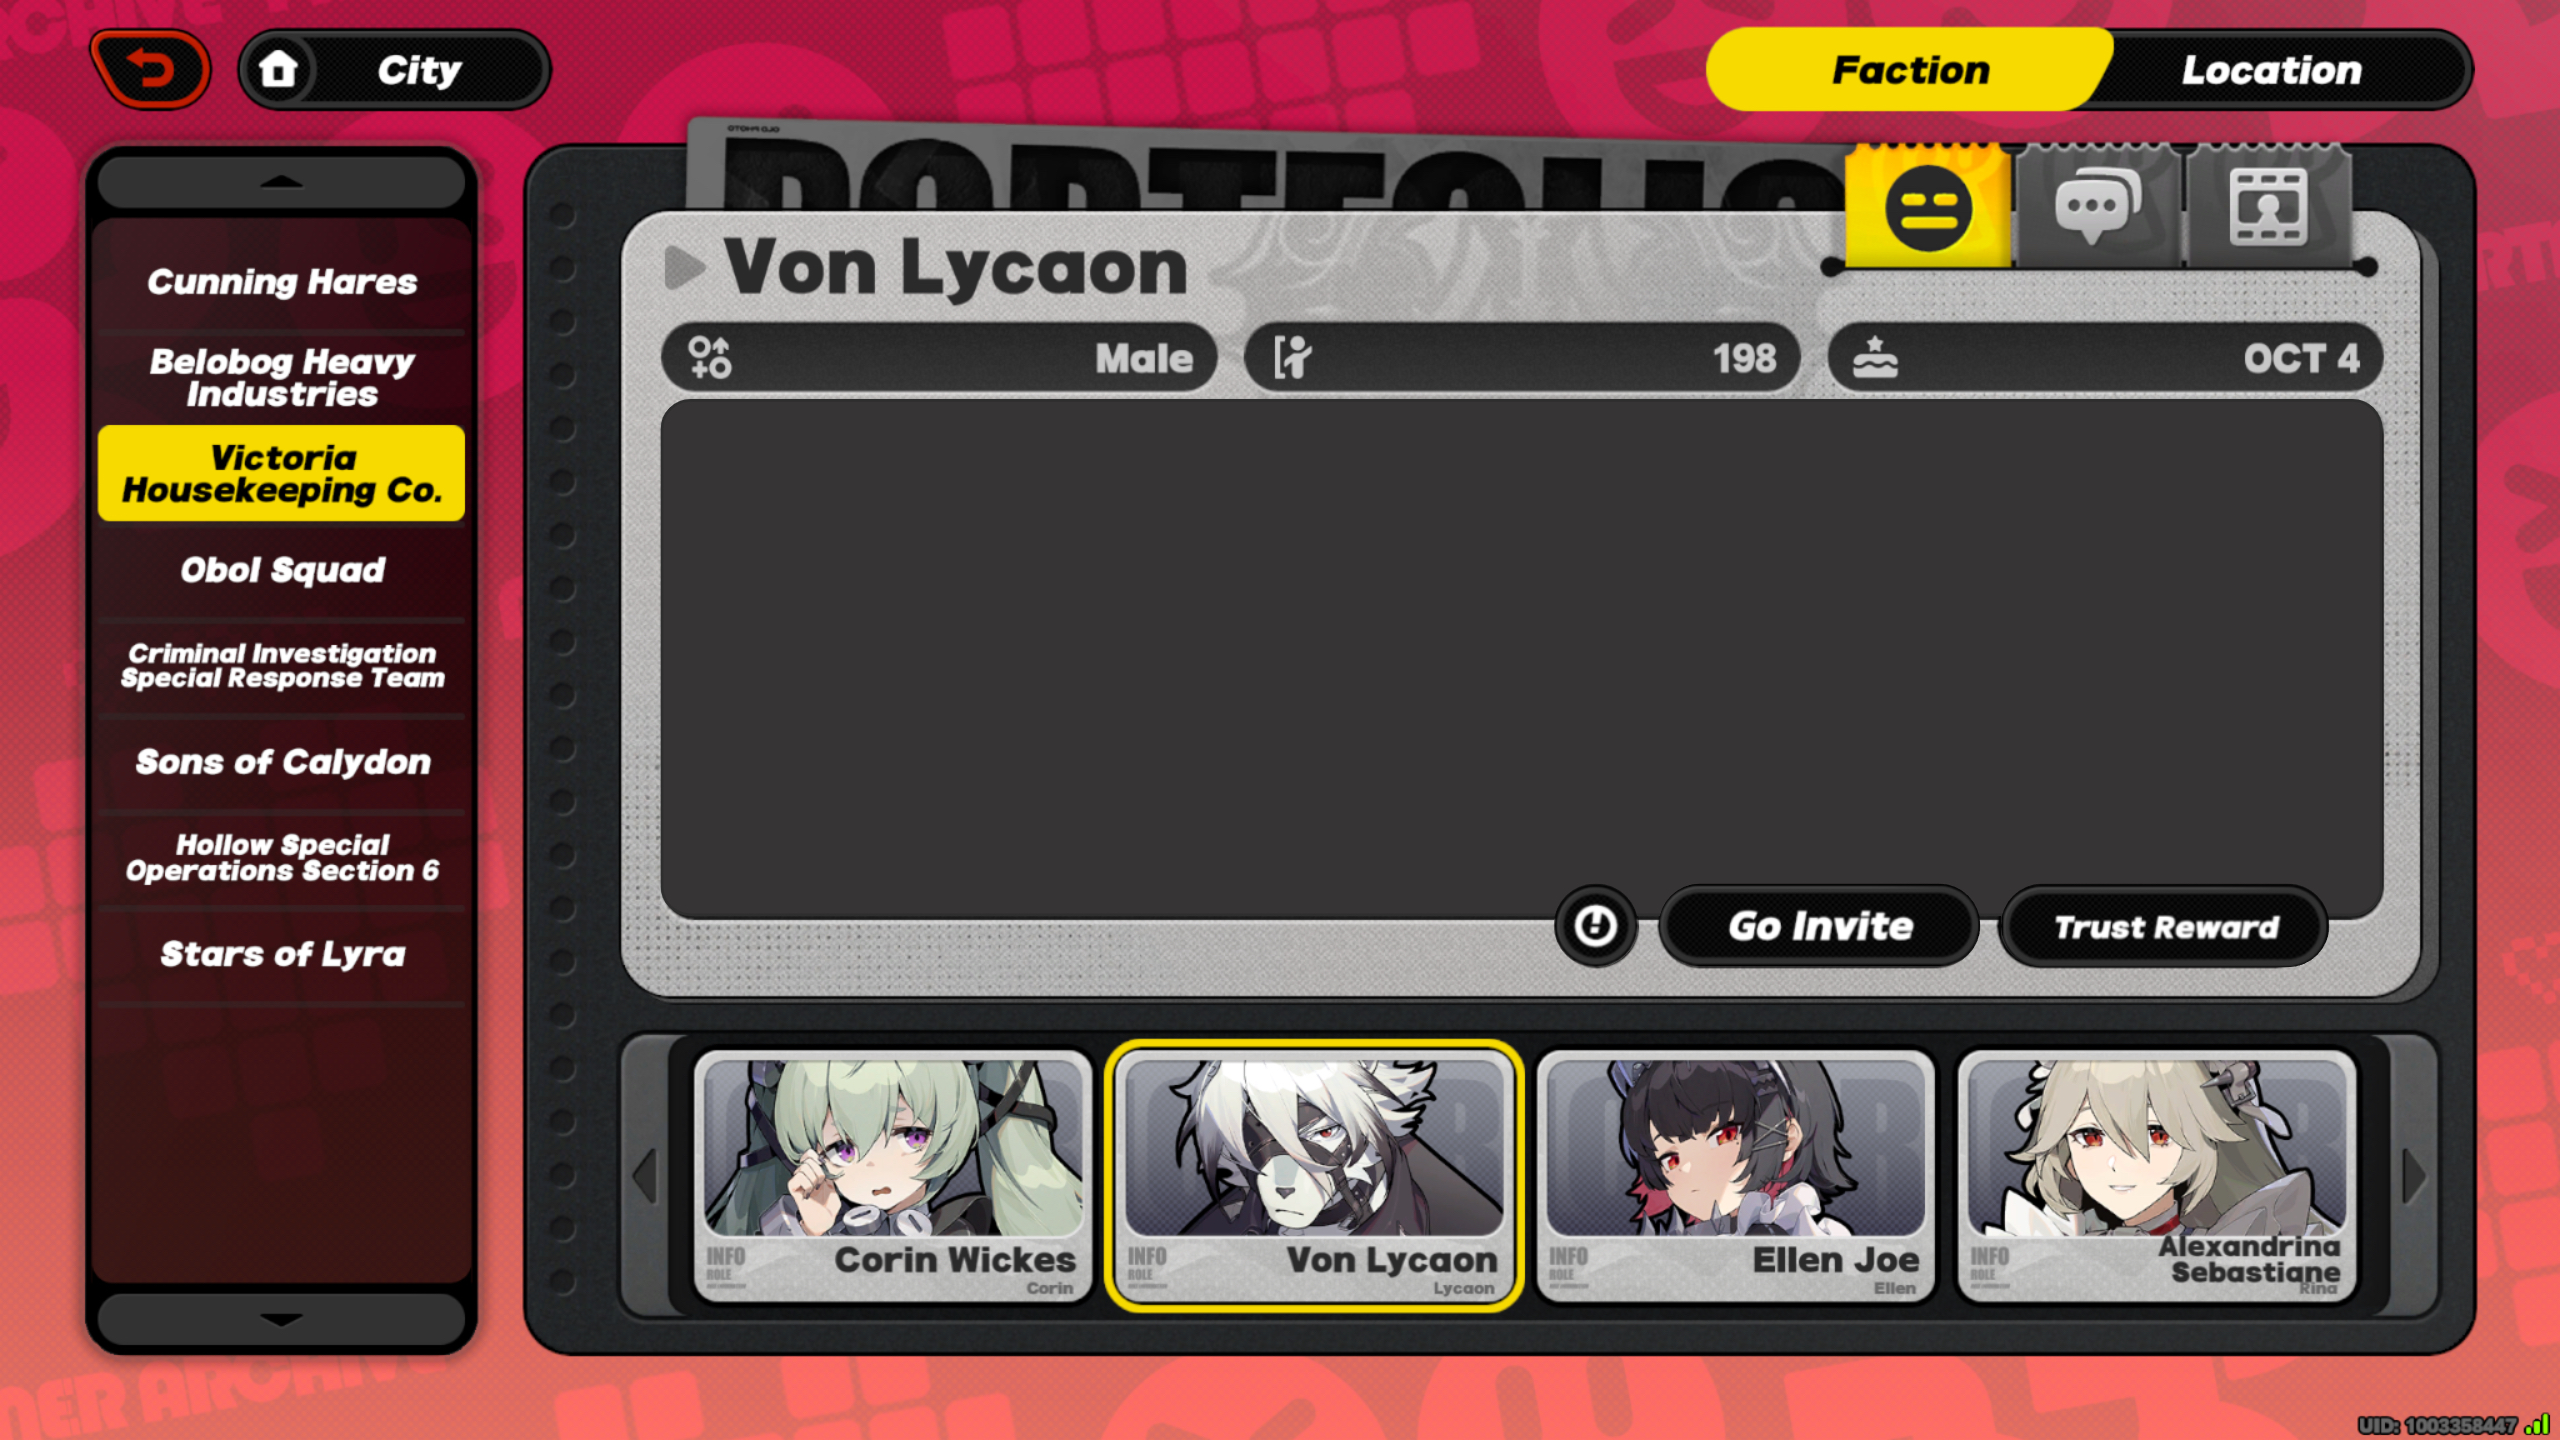 City
Faction
Location
OLD PHOTO
PORTFOLIO
Cunning Hares
Belobog Heavy
Industries
Victoria
Housekeeping Co.
Obol Squad
Criminal Investigation
Special Response Team
Sons of Calydon
Hollow Special
Operations Section 6
Stars of Lyra
Von Lycaon
Male
198
OCT 4
Go Invite
Trust Reward
INFO
ROLE
Corin Wickes
Corin
INFO
ROLE
Von Lycaon
Lycaon
INFO
ROLE
Ellen Joe
Ellen
INFO
ROLE
Alexandrina
Sebastiane
Rina
UID: 1003358447